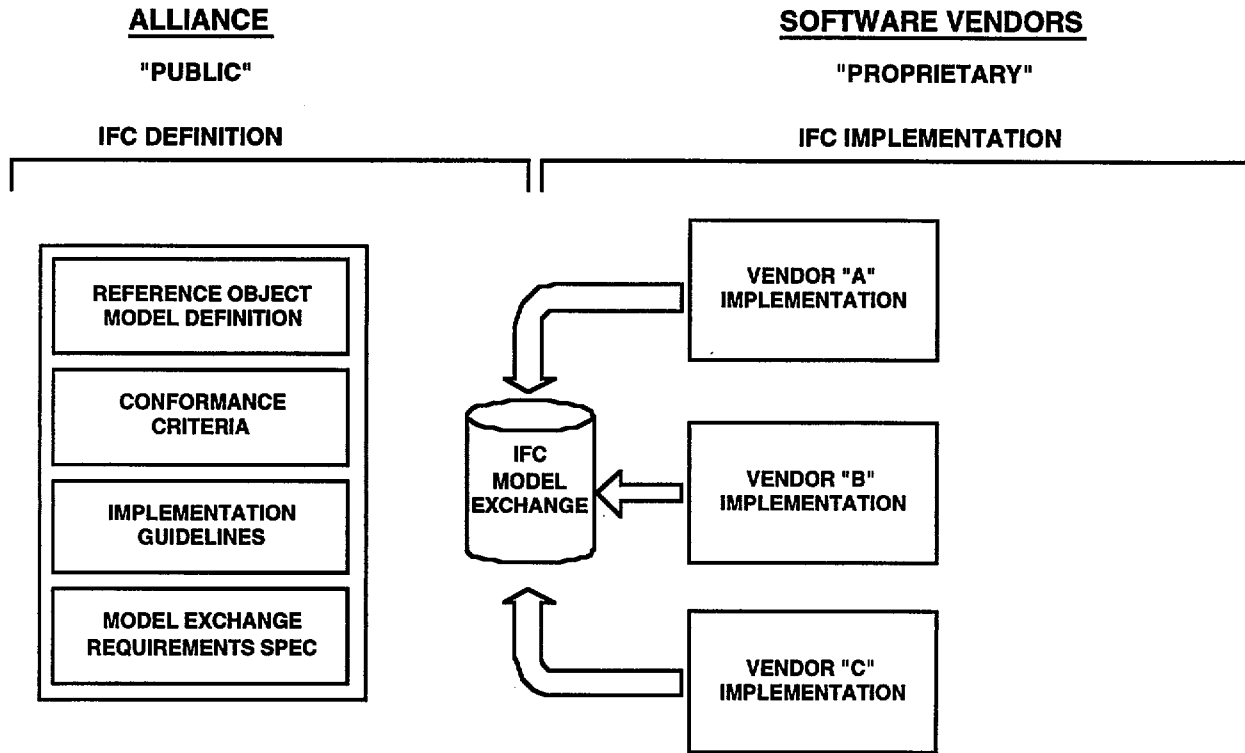 ALLIANCE
"PUBLIC"
IFC DEFINITION
REFERENCE OBJECT
MODEL DEFINITION
CONFORMANCE
CRITERIA
IMPLEMENTATION
GUIDELINES
MODEL EXCHANGE
REQUIREMENTS SPEC
SOFTWARE VENDORS
"PROPRIETARY"
IFC IMPLEMENTATION
IFC
MODEL
EXCHANGE
VENDOR "A"
IMPLEMENTATION
VENDOR "B"
IMPLEMENTATION
VENDOR "C"
IMPLEMENTATION